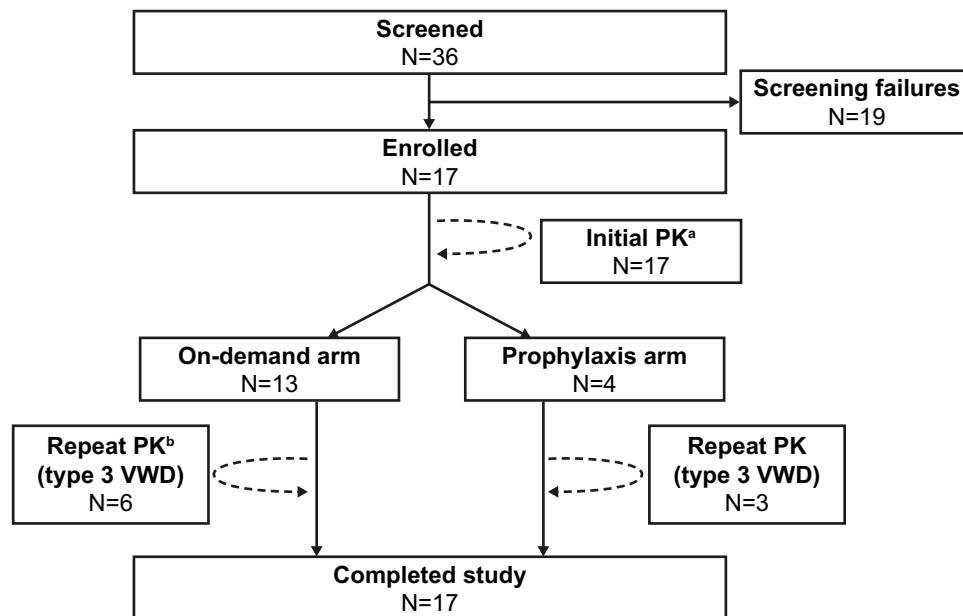 Screened
N=36
Screening failures
N=19
Enrolled
N=17
Initial PKᵃ
N=17
On-demand arm
N=13
Prophylaxis arm
N=4
Repeat PKᵇ
(type 3 VWD)
N=6
Repeat PK
(type 3 VWD)
N=3
Completed study
N=17